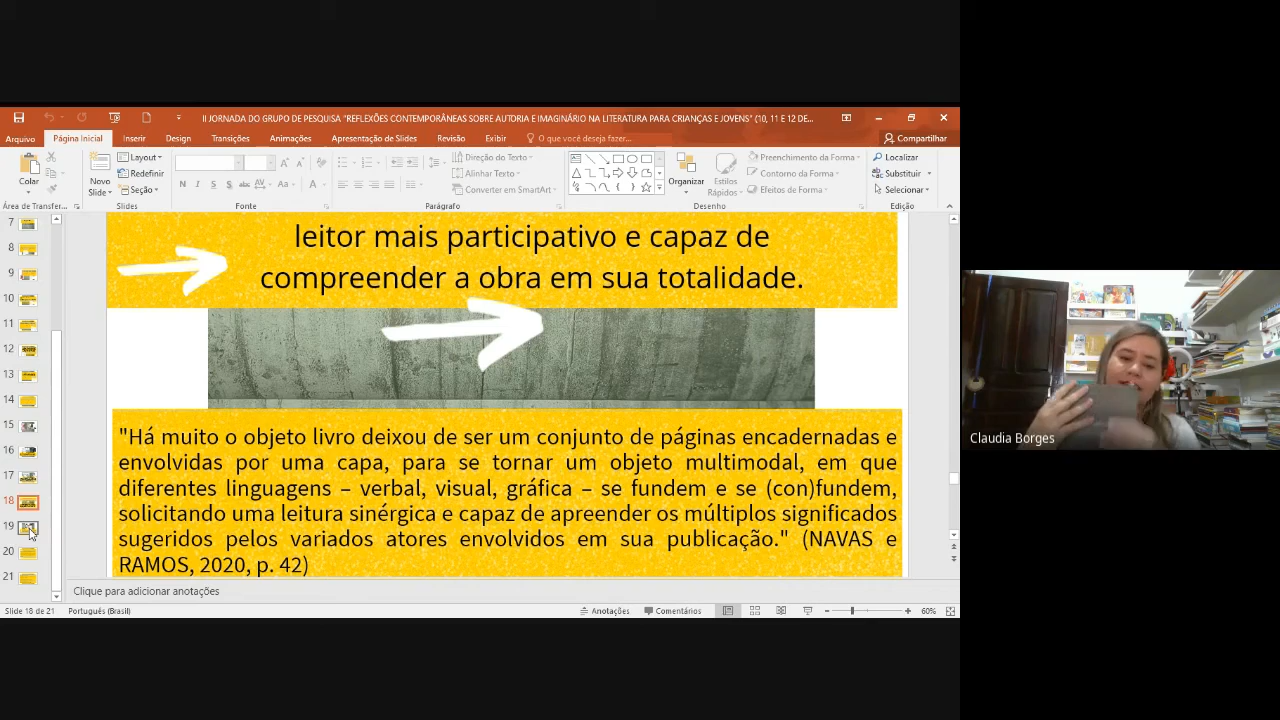 II JORNADA DO GRUPO DE PESQUISA "REFLEXÕES CONTEMPORÂNEAS SOBRE AUTORIA E IMAGINÁRIO NA LITERATURA PARA CRIANÇAS E JOVENS" (10, 11 E 12 DE...
Arquivo Página Inicial Inserir Design Transições Animações Apresentação de Slides Revisão Exibir O que você deseja fazer... Compartilhar
Colar
Novo Slide
Layout
Redefinir
Seção
N I S S abc AV Aa A
Direção do Texto
Alinhar Texto
Converter em SmartArt
Organizar
Estilos Rápidos
Preenchimento da Forma
Contorno da Forma
Efeitos de Forma
Localizar
Substituir
Selecionar
Área de Transfer... Slides Fonte Parágrafo Desenho Edição
7
8
9
10
11
12
13
14
15
16
17
18
19
20
21
leitor mais participativo e capaz de
compreender a obra em sua totalidade.
"Há muito o objeto livro deixou de ser um conjunto de páginas encadernadas e
envolvidas por uma capa, para se tornar um objeto multimodal, em que
diferentes linguagens – verbal, visual, gráfica – se fundem e se (con)fundem,
solicitando uma leitura sinérgica e capaz de apreender os múltiplos significados
sugeridos pelos variados atores envolvidos em sua publicação." (NAVAS e
RAMOS, 2020, p. 42)
Clique para adicionar anotações
Slide 18 de 21 Português (Brasil) Anotações Comentários 60%
Claudia Borges